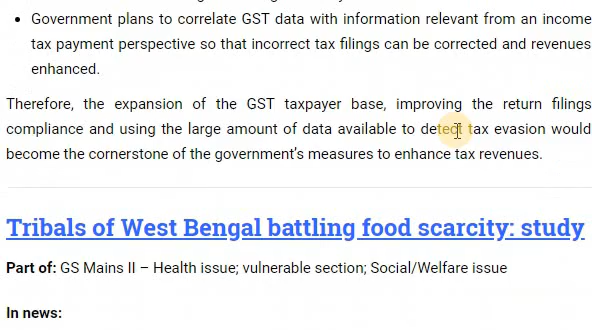 • Government plans to correlate GST data with information relevant from an income
tax payment perspective so that incorrect tax filings can be corrected and revenues
enhanced.
Therefore, the expansion of the GST taxpayer base, improving the return filings
compliance and using the large amount of data available to detect tax evasion would
become the cornerstone of the government's measures to enhance tax revenues.
Tribals of West Bengal battling food scarcity: study
Part of: GS Mains II – Health issue; vulnerable section; Social/Welfare issue
In news: